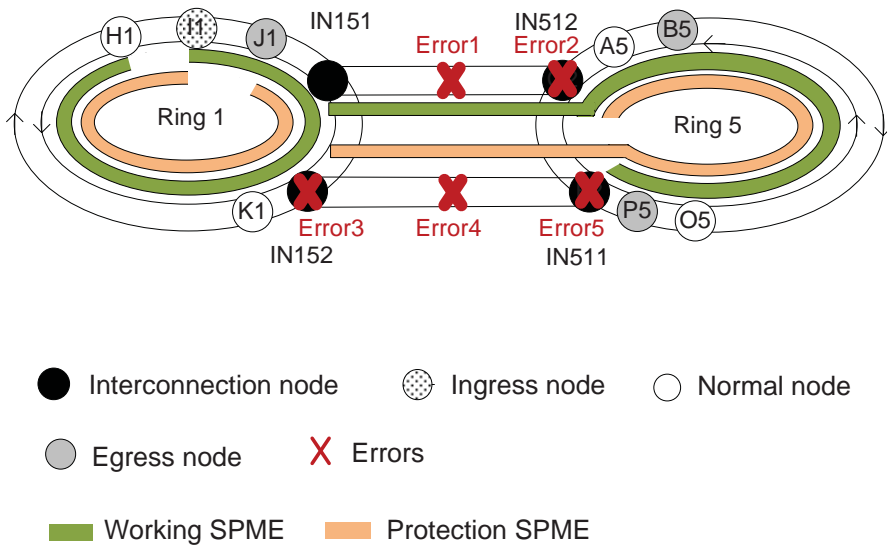 IN151 IN512
H1 I1 J1 Error1 Error2 A5 B5
Ring 1 Ring 5
K1 Error3 Error4 Error5 P5 O5
IN152 IN511
Interconnection node Ingress node Normal node
Egress node Errors
Working SPME Protection SPME